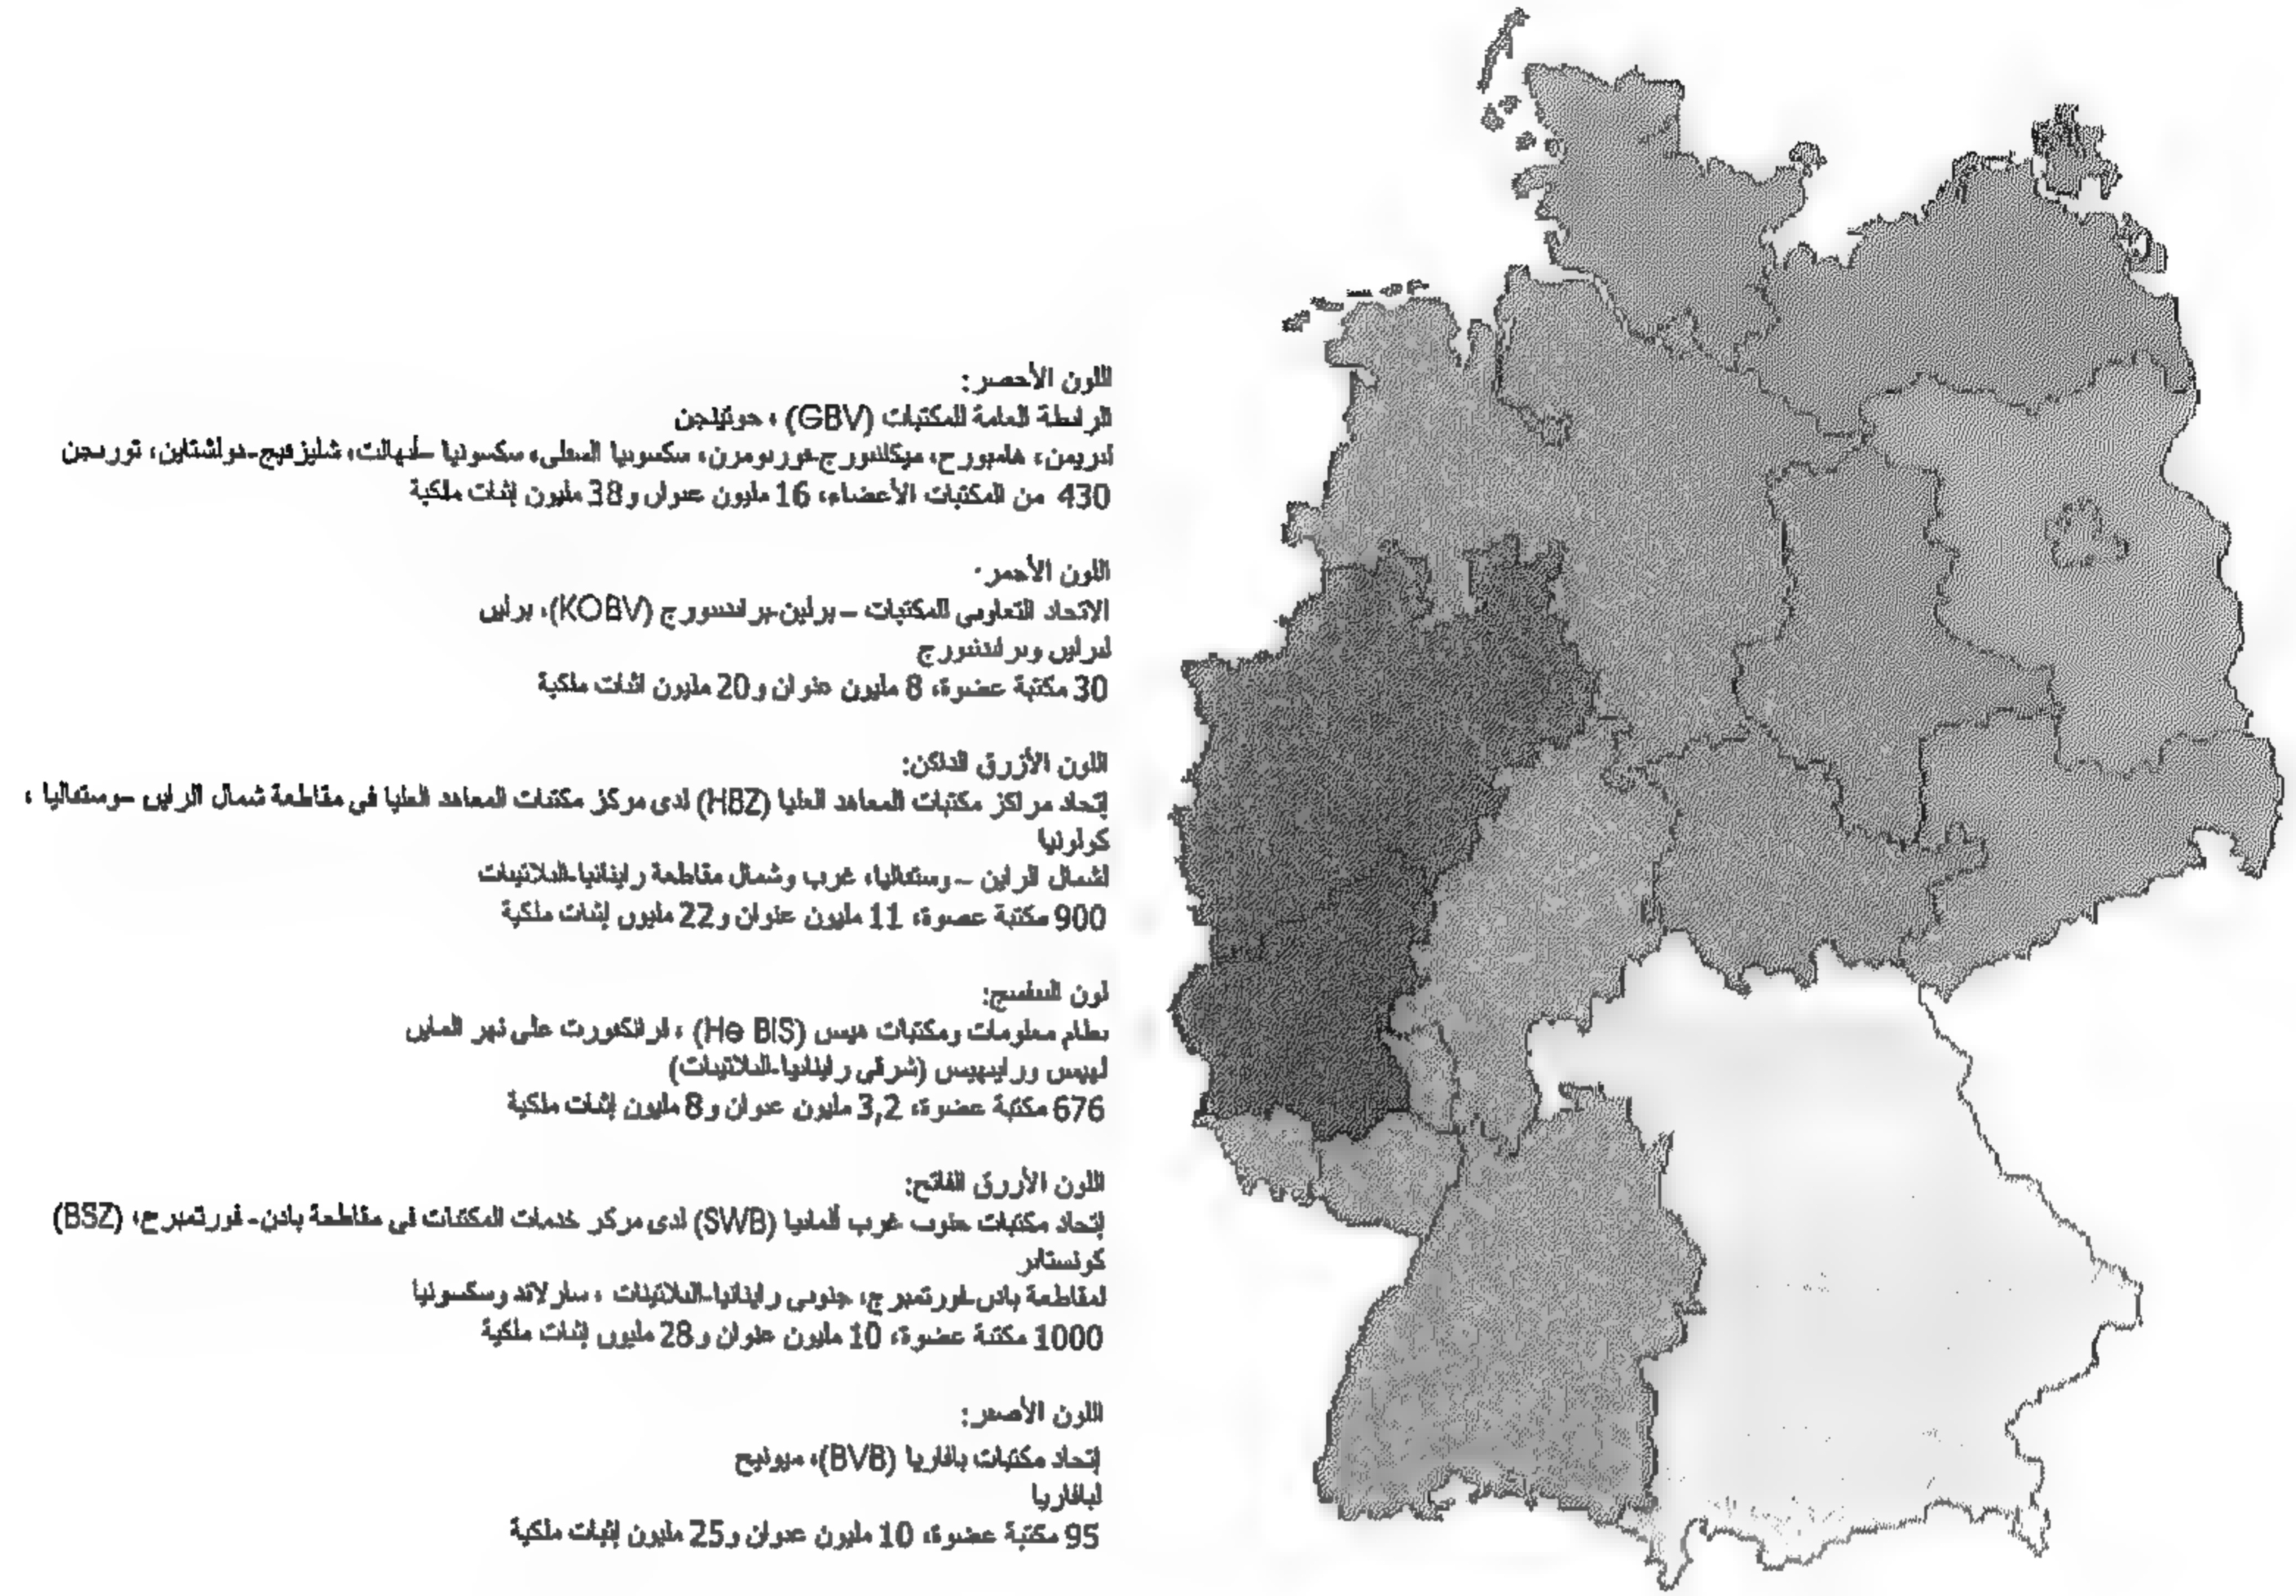 اللون الأخضر:
الرابطة العامة للمكتبات (GBV) ، جوتينجن
لبريمن، هامبورج، ميكلنبورج-فوربومرن، سكسونيا السفلى، سكسونيا –أنهالت، شليزفيج-هولشتاين، تورنجن
430 من المكتبات الأعضاء، 16 مليون عنوان و38 مليون إثبات ملكية
اللون الأحمر:
الاتحاد التعاوني للمكتبات – برلين-براندنبورج (KOBV)، برلين
لبرلين وبراندنبورج
30 مكتبة عضوة، 8 مليون عنوان و20 مليون اثبات ملكية
اللون الأزرق الداكن:
إتحاد مراكز مكتبات المعاهد العليا (HBZ) لدى مركز مكتبات المعاهد العليا في مقاطعة شمال الراين –وستفاليا ،
كولونيا
لشمال الراين – وستفاليا، غرب وشمال مقاطعة راينانيا-البلاتينات
900 مكتبة عضوة، 11 مليون عنوان و22 مليون إثبات ملكية
لون البنفسج:
نظام معلومات ومكتبات هيس (He BIS) ، فرانكفورت على نهر الماين
لهيس وراينهيس (شرقي راينانيا-البلاتينات)
676 مكتبة عضوة، 3,2 مليون عنوان و8 مليون إثبات ملكية
اللون الأزرق الفاتح:
إتحاد مكتبات جنوب غرب ألمانيا (SWB) لدى مركز خدمات المكتبات في مقاطعة بادن- فورتمبرج، (BSZ)
كونستانز
لمقاطعة بادن-فورتمبرج، جنوبي راينانيا-البلاتينات ، سارلاند وسكسونيا
1000 مكتبة عضوة، 10 مليون عنوان و28 مليون إثبات ملكية
اللون الأصفر:
إتحاد مكتبات بافاريا (BVB)، ميونيخ
لبافاريا
95 مكتبة عضوة، 10 مليون عنوان و25 مليون إثبات ملكية